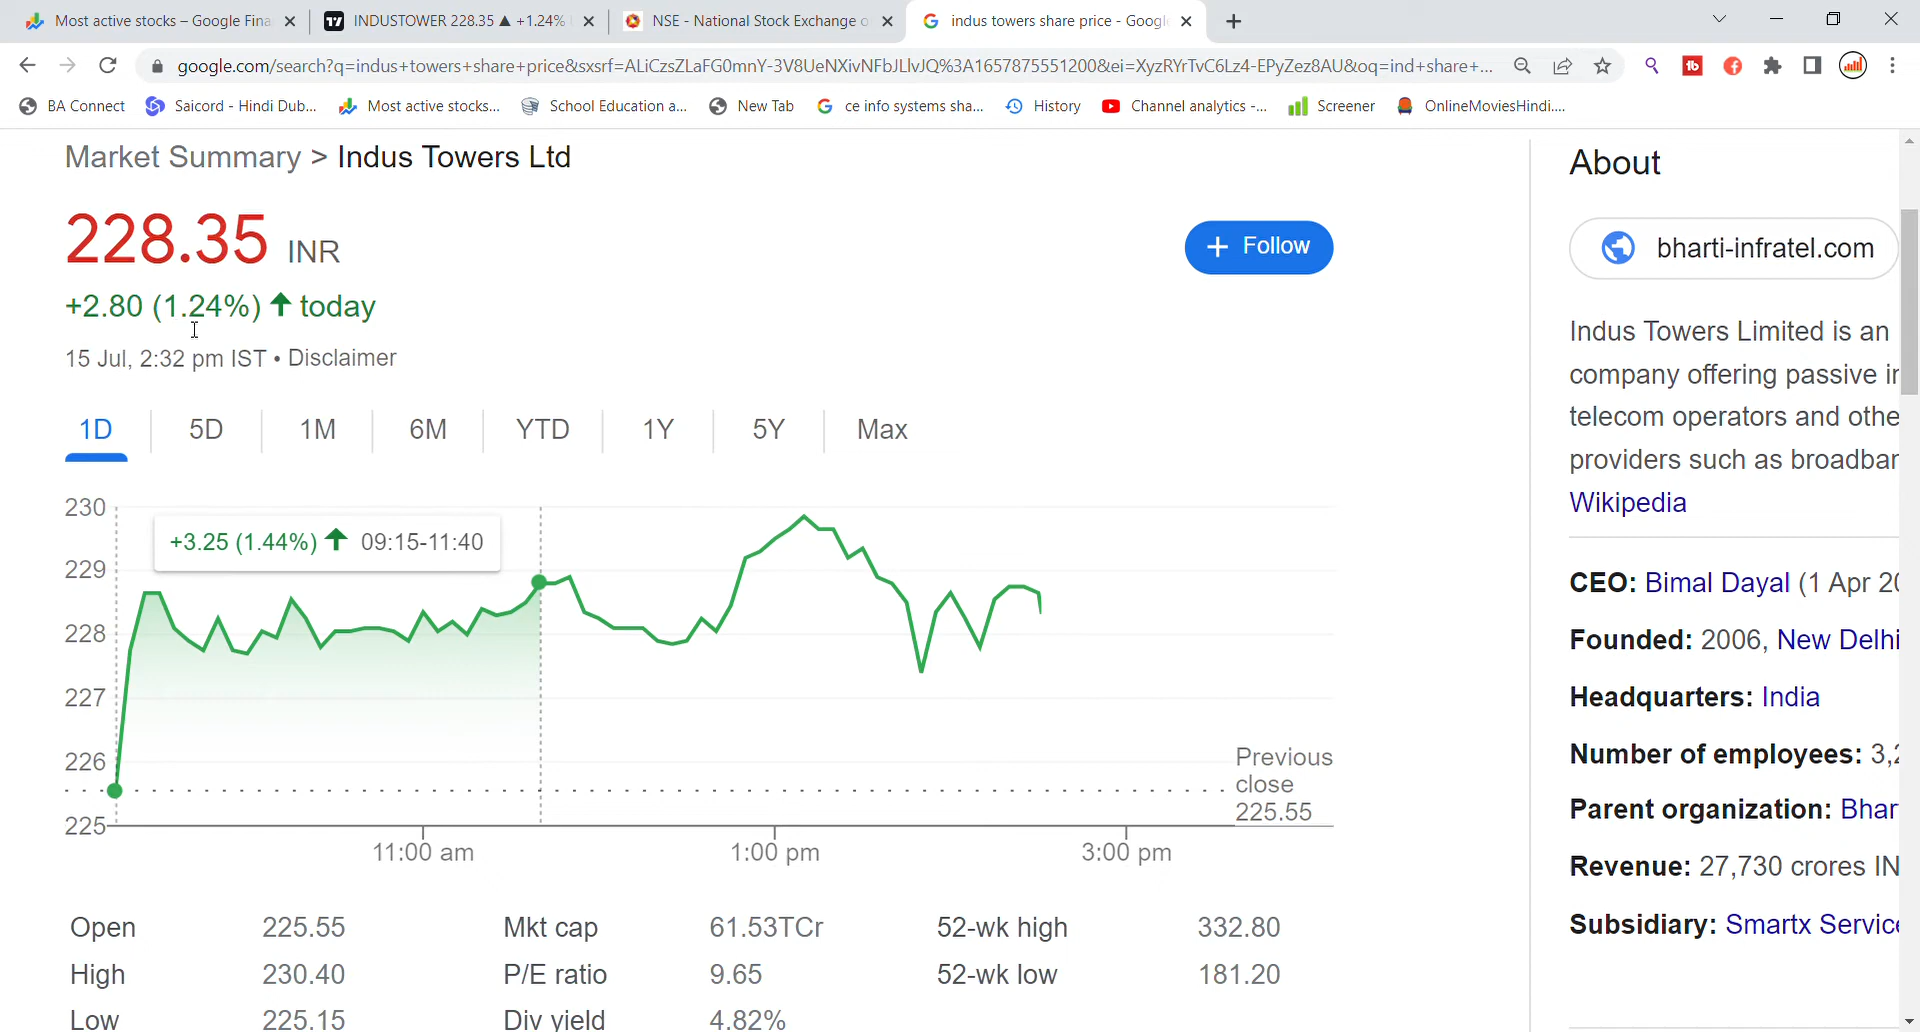 Most active stocks – Google Fina
INDUSTOWER 228.35 ▲ +1.24%
NSE - National Stock Exchange o
indus towers share price - Google
google.com/search?q=indus+towers+share+price&sxsrf=ALiCzsZLaFG0mnY-3V8UeNXivNFbJLlvJQ%3A1657875551200&ei=XyzRYrTvC6Lz4-EPyZez8AU&oq=ind+share+...
BA Connect
Saicord - Hindi Dub...
Most active stocks...
School Education a...
New Tab
ce info systems sha...
History
Channel analytics -...
Screener
OnlineMoviesHindi....
Market Summary > Indus Towers Ltd
228.35 INR
+ Follow
+2.80 (1.24%) ↑ today
15 Jul, 2:32 pm IST • Disclaimer
1D 5D 1M 6M YTD 1Y 5Y Max
230
+3.25 (1.44%) ↑ 09:15-11:40
229
228
227
226
225
Previous
close
225.55
11:00 am 1:00 pm 3:00 pm
Open 225.55 Mkt cap 61.53TCr 52-wk high 332.80
High 230.40 P/E ratio 9.65 52-wk low 181.20
Low 225.15 Div yield 4.82%
About
bharti-infratel.com
Indus Towers Limited is an
company offering passive in
telecom operators and othe
providers such as broadbar
Wikipedia
CEO: Bimal Dayal (1 Apr 20
Founded: 2006, New Delhi
Headquarters: India
Number of employees: 3,2
Parent organization: Bhar
Revenue: 27,730 crores IN
Subsidiary: Smartx Service